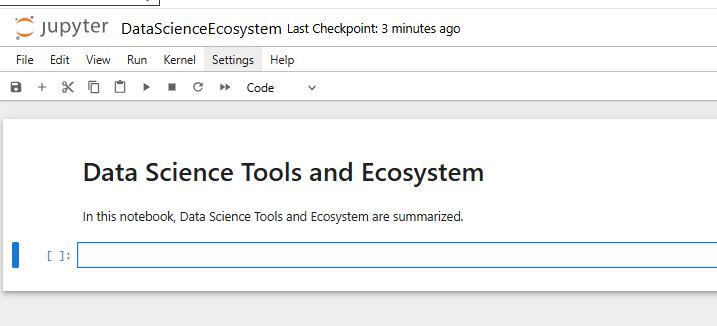 jupyter DataScienceEcosystem Last Checkpoint: 3 minutes ago
File Edit View Run Kernel Settings Help
Code
Data Science Tools and Ecosystem
In this notebook, Data Science Tools and Ecosystem are summarized.
[ ]: